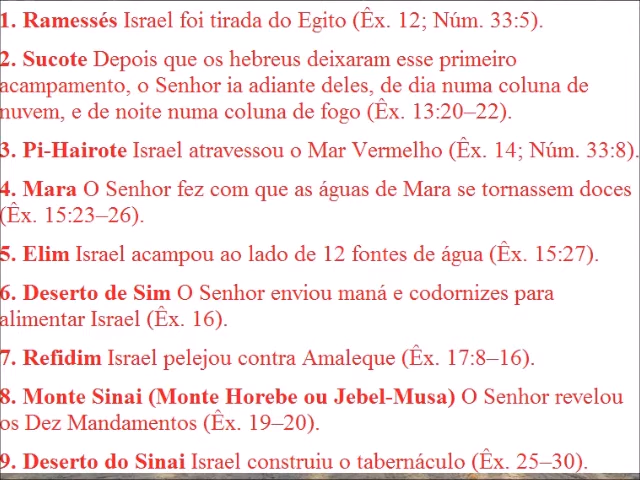 1. Ramessés Israel foi tirada do Egito (Êx. 12; Núm. 33:5).
2. Sucote Depois que os hebreus deixaram esse primeiro
acampamento, o Senhor ia adiante deles, de dia numa coluna de
nuvem, e de noite numa coluna de fogo (Êx. 13:20–22).
3. Pi-Hairote Israel atravessou o Mar Vermelho (Êx. 14; Núm. 33:8).
4. Mara O Senhor fez com que as águas de Mara se tornassem doces
(Êx. 15:23–26).
5. Elim Israel acampou ao lado de 12 fontes de água (Êx. 15:27).
6. Deserto de Sim O Senhor enviou maná e codornizes para
alimentar Israel (Êx. 16).
7. Refidim Israel pelejou contra Amaleque (Êx. 17:8–16).
8. Monte Sinai (Monte Horebe ou Jebel-Musa) O Senhor revelou
os Dez Mandamentos (Êx. 19–20).
9. Deserto do Sinai Israel construiu o tabernáculo (Êx. 25–30).